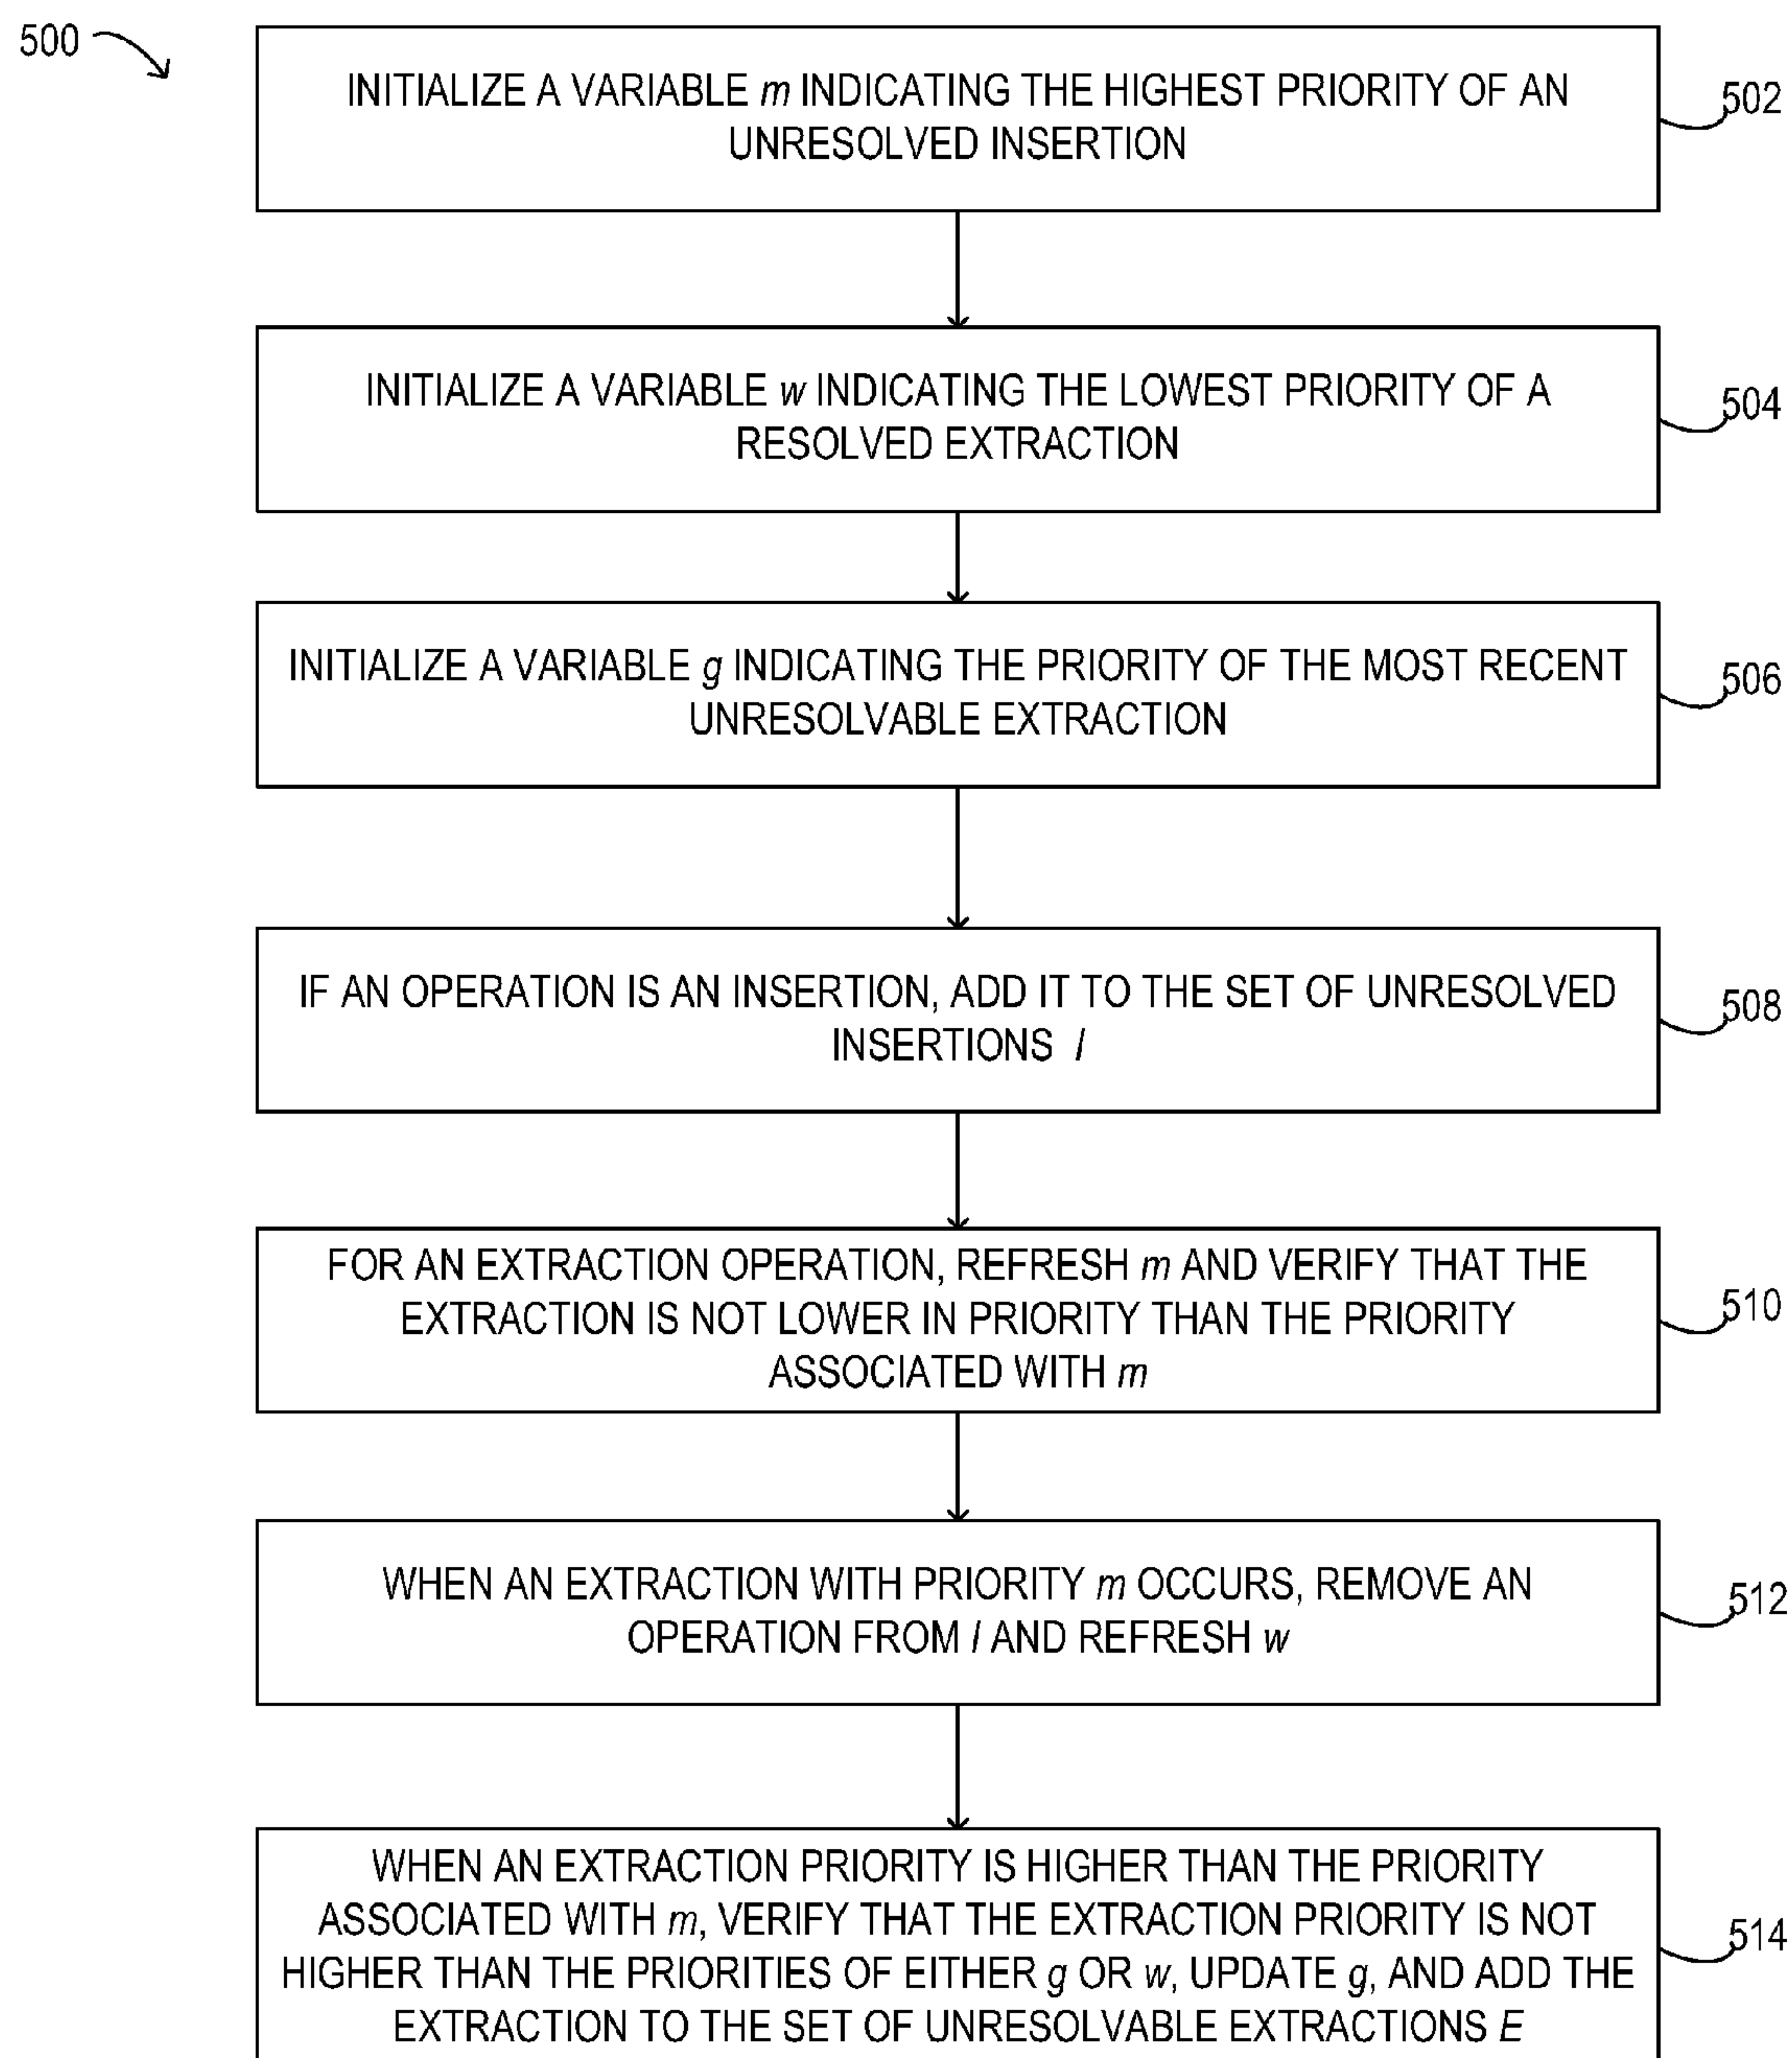 500
INITIALIZE A VARIABLE m INDICATING THE HIGHEST PRIORITY OF AN
UNRESOLVED INSERTION
502
INITIALIZE A VARIABLE w INDICATING THE LOWEST PRIORITY OF A
RESOLVED EXTRACTION
504
INITIALIZE A VARIABLE g INDICATING THE PRIORITY OF THE MOST RECENT
UNRESOLVABLE EXTRACTION
506
IF AN OPERATION IS AN INSERTION, ADD IT TO THE SET OF UNRESOLVED
INSERTIONS I
508
FOR AN EXTRACTION OPERATION, REFRESH m AND VERIFY THAT THE
EXTRACTION IS NOT LOWER IN PRIORITY THAN THE PRIORITY
ASSOCIATED WITH m
510
WHEN AN EXTRACTION WITH PRIORITY m OCCURS, REMOVE AN
OPERATION FROM I AND REFRESH w
512
WHEN AN EXTRACTION PRIORITY IS HIGHER THAN THE PRIORITY
ASSOCIATED WITH m, VERIFY THAT THE EXTRACTION PRIORITY IS NOT
HIGHER THAN THE PRIORITIES OF EITHER g OR w, UPDATE g, AND ADD THE
EXTRACTION TO THE SET OF UNRESOLVABLE EXTRACTIONS E
514